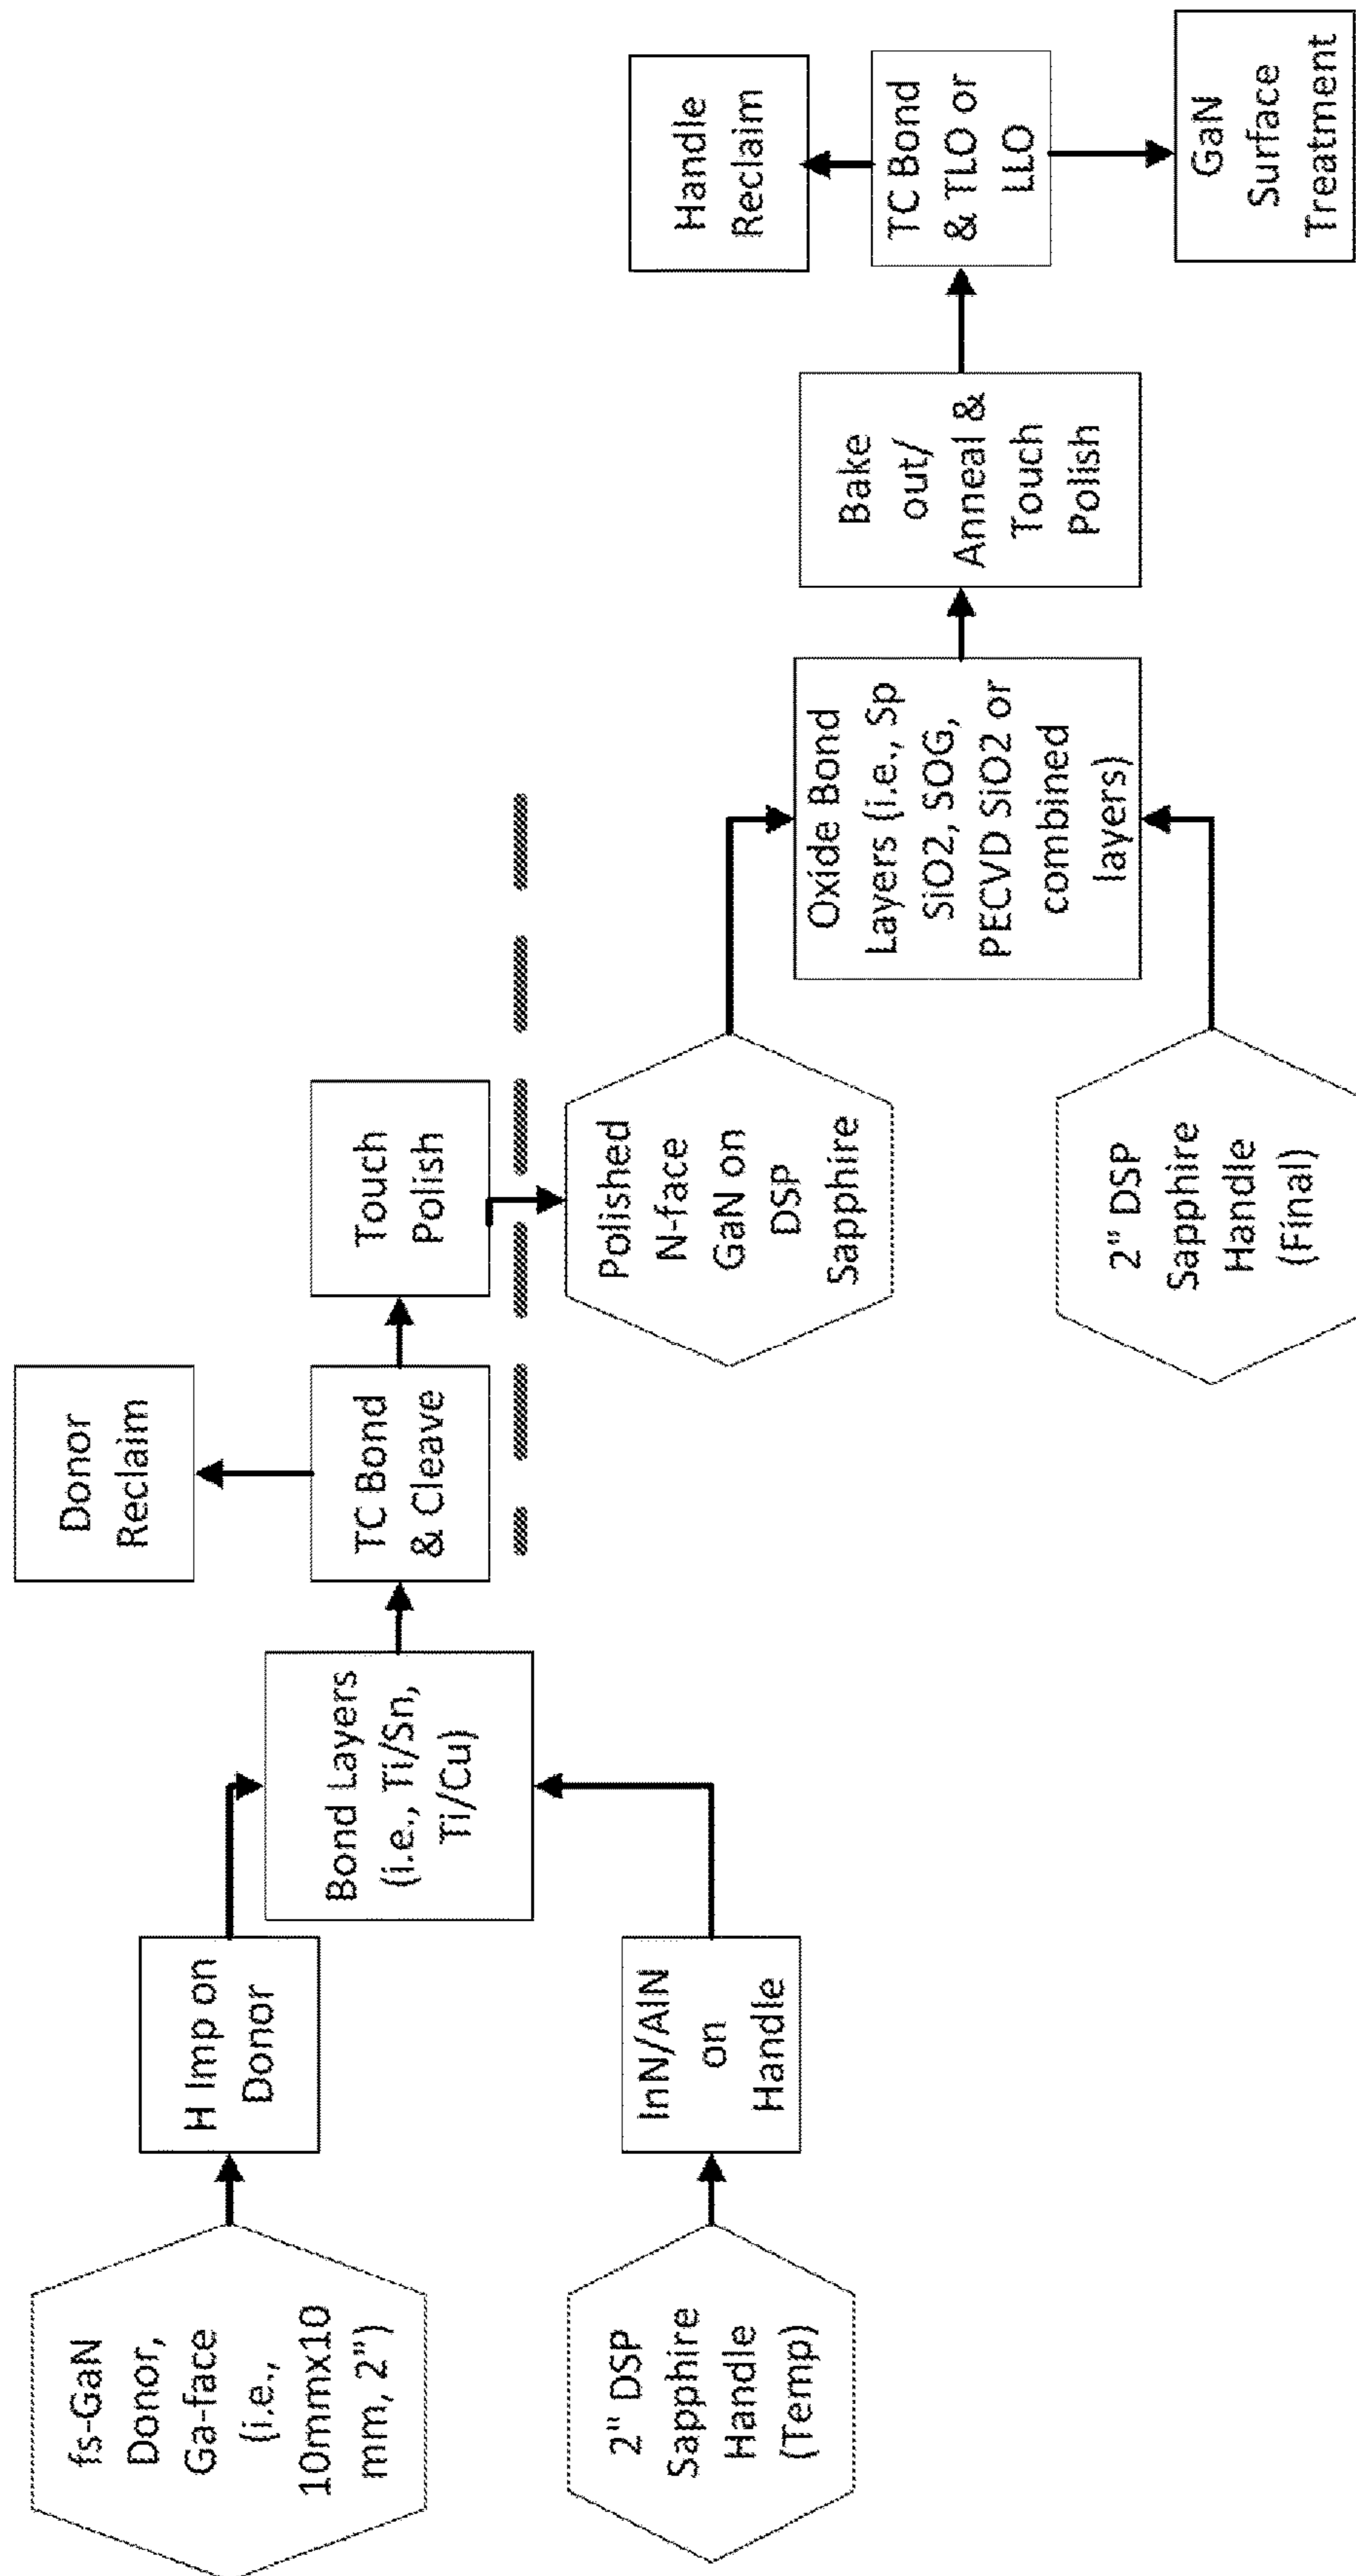 fs-GaN
Donor,
Ga-face
(i.e.,
10mmx10
mm, 2")
H Imp on
Donor
2" DSP
Sapphire
Handle
(Temp)
InN/AlN
on
Handle
Bond Layers
(i.e., Ti/Sn,
Ti/Cu)
TC Bond
& Cleave
Donor
Reclaim
Touch
Polish
Polished
N-face
GaN on
DSP
Sapphire
2" DSP
Sapphire
Handle
(Final)
Oxide Bond
Layers (i.e., Sp
SiO2, SOG,
PECVD SiO2 or
combined
layers)
Bake
out/
Anneal &
Touch
Polish
TC Bond
& TLO or
LLO
Handle
Reclaim
GaN
Surface
Treatment